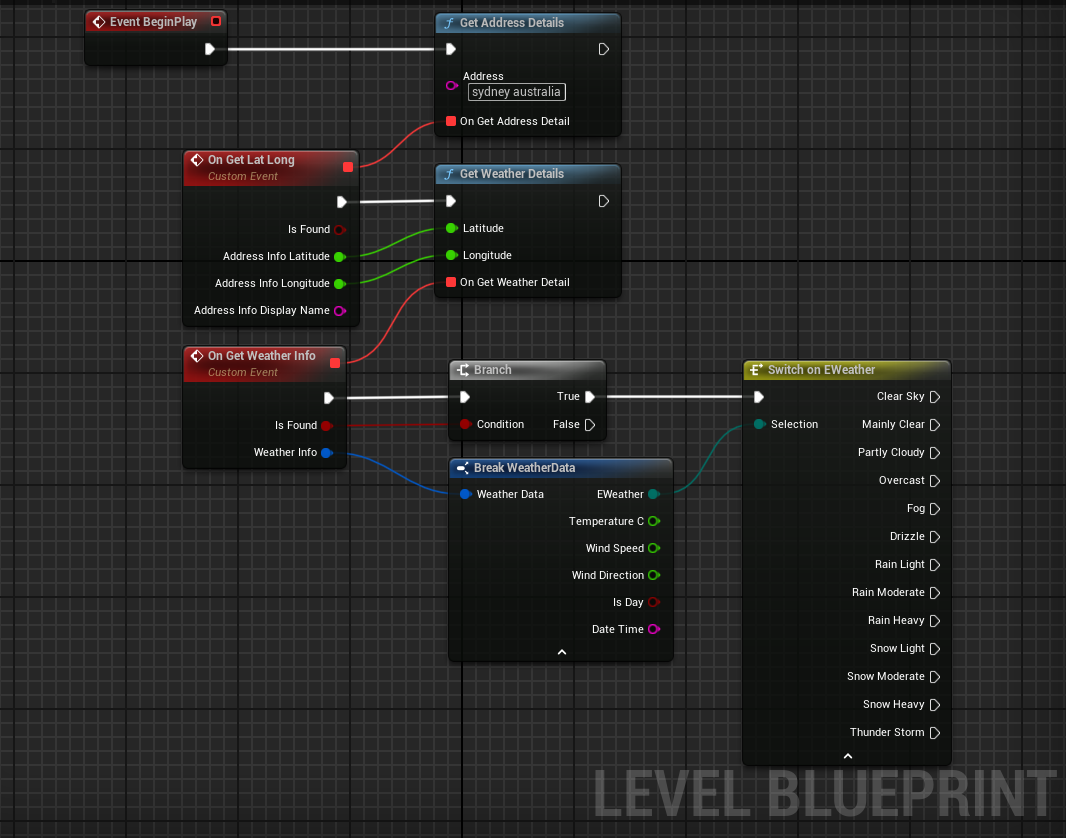 Event BeginPlay
Get Address Details
Address
sydney australia
On Get Address Detail
On Get Lat Long
Custom Event
Is Found
Address Info Latitude
Address Info Longitude
Address Info Display Name
Get Weather Details
Latitude
Longitude
On Get Weather Detail
On Get Weather Info
Custom Event
Is Found
Weather Info
Branch
True
Condition
False
Break WeatherData
Weather Data
EWeather
Temperature C
Wind Speed
Wind Direction
Is Day
Date Time
Switch on EWeather
Selection
Clear Sky
Mainly Clear
Partly Cloudy
Overcast
Fog
Drizzle
Rain Light
Rain Moderate
Rain Heavy
Snow Light
Snow Moderate
Snow Heavy
Thunder Storm
LEVEL BLUEPRINT